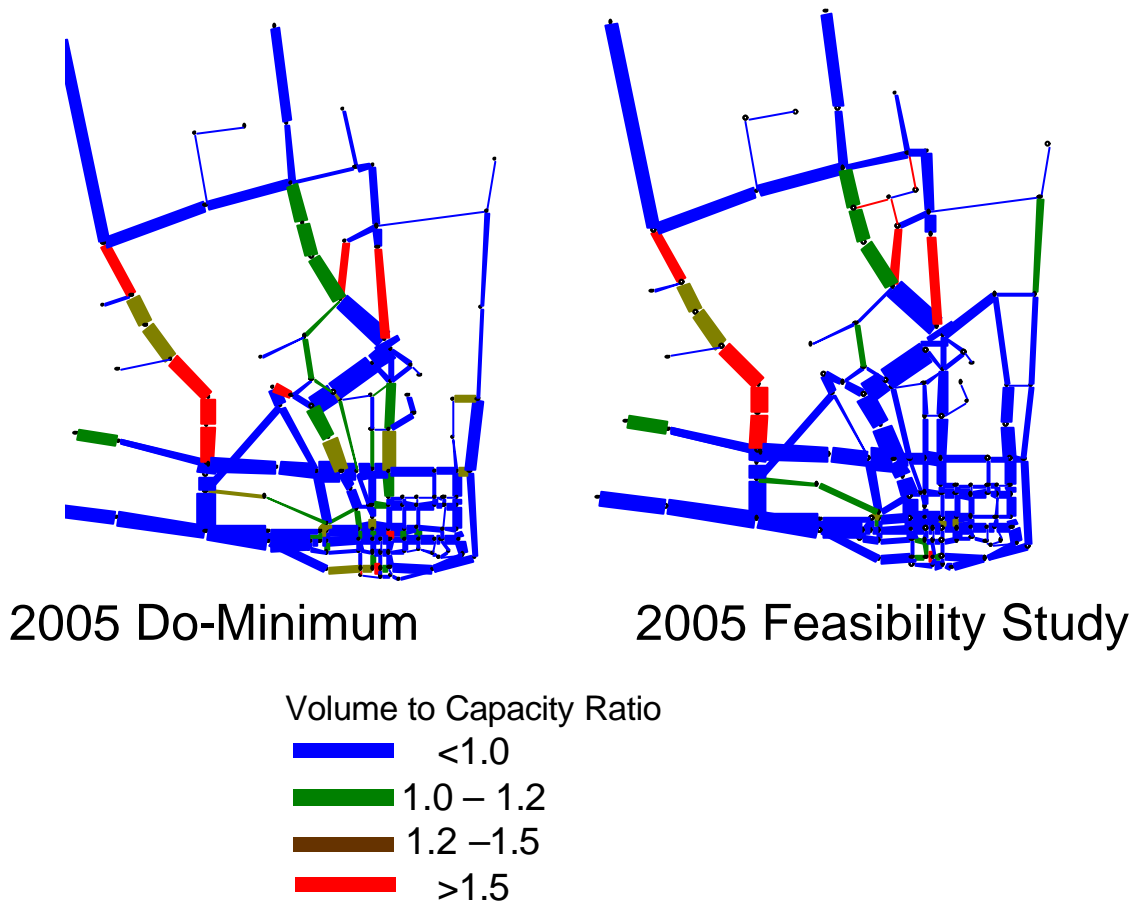 2005 Do-Minimum
2005 Feasibility Study
Volume to Capacity Ratio
<1.0
1.0 – 1.2
1.2 –1.5
>1.5